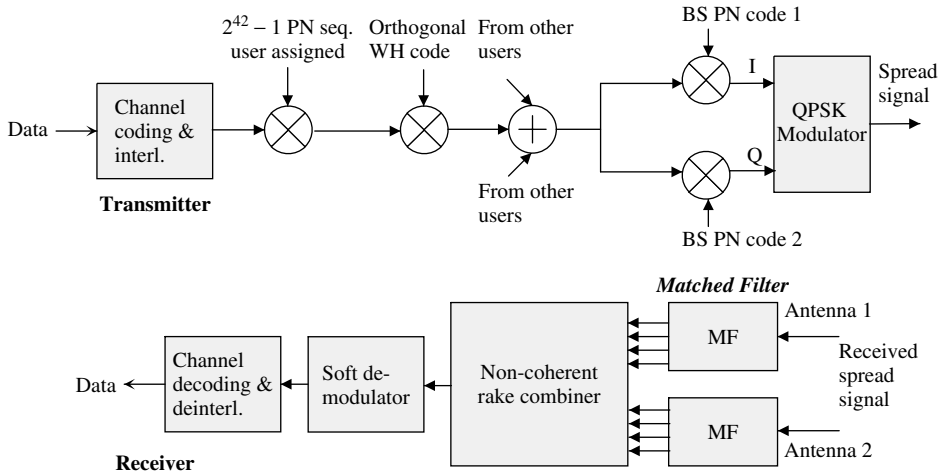 2^42 – 1 PN seq.
user assigned
Orthogonal
WH code
From other
users
BS PN code 1
Data
Channel
coding &
interl.
I
QPSK
Modulator
Spread
signal
Q
Transmitter
From other
users
BS PN code 2
Matched Filter
Antenna 1
Data
Channel
decoding &
deinterl.
Soft de-
modulator
Non-coherent
rake combiner
MF
Received
spread
signal
MF
Antenna 2
Receiver